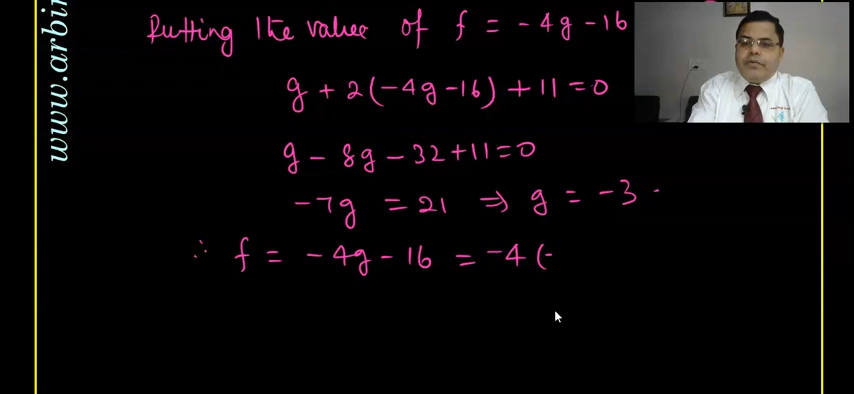 Putting the value of f = -4g - 16
g + 2(-4g - 16) + 11 = 0
g - 8g - 32 + 11 = 0
-7g = 21 ⇒ g = -3
∴ f = -4g - 16 = -4(-
www.arbin